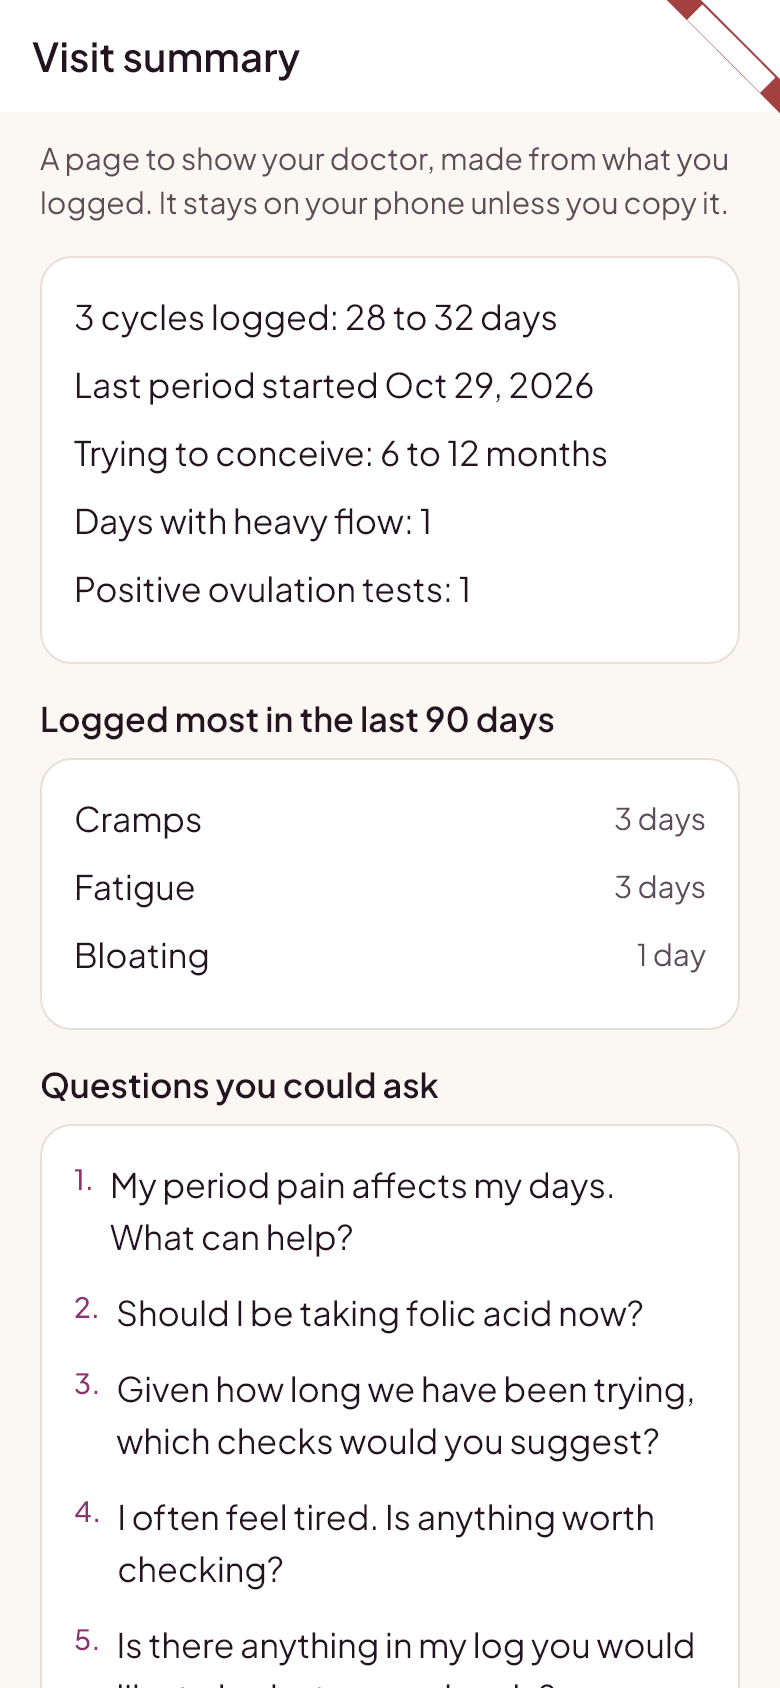 Visit summary
A page to show your doctor, made from what you
logged. It stays on your phone unless you copy it.
3 cycles logged: 28 to 32 days
Last period started Oct 29, 2026
Trying to conceive: 6 to 12 months
Days with heavy flow: 1
Positive ovulation tests: 1
Logged most in the last 90 days
Cramps 3 days
Fatigue 3 days
Bloating 1 day
Questions you could ask
1. My period pain affects my days.
What can help?
2. Should I be taking folic acid now?
3. Given how long we have been trying,
which checks would you suggest?
4. I often feel tired. Is anything worth
checking?
5. Is there anything in my log you would